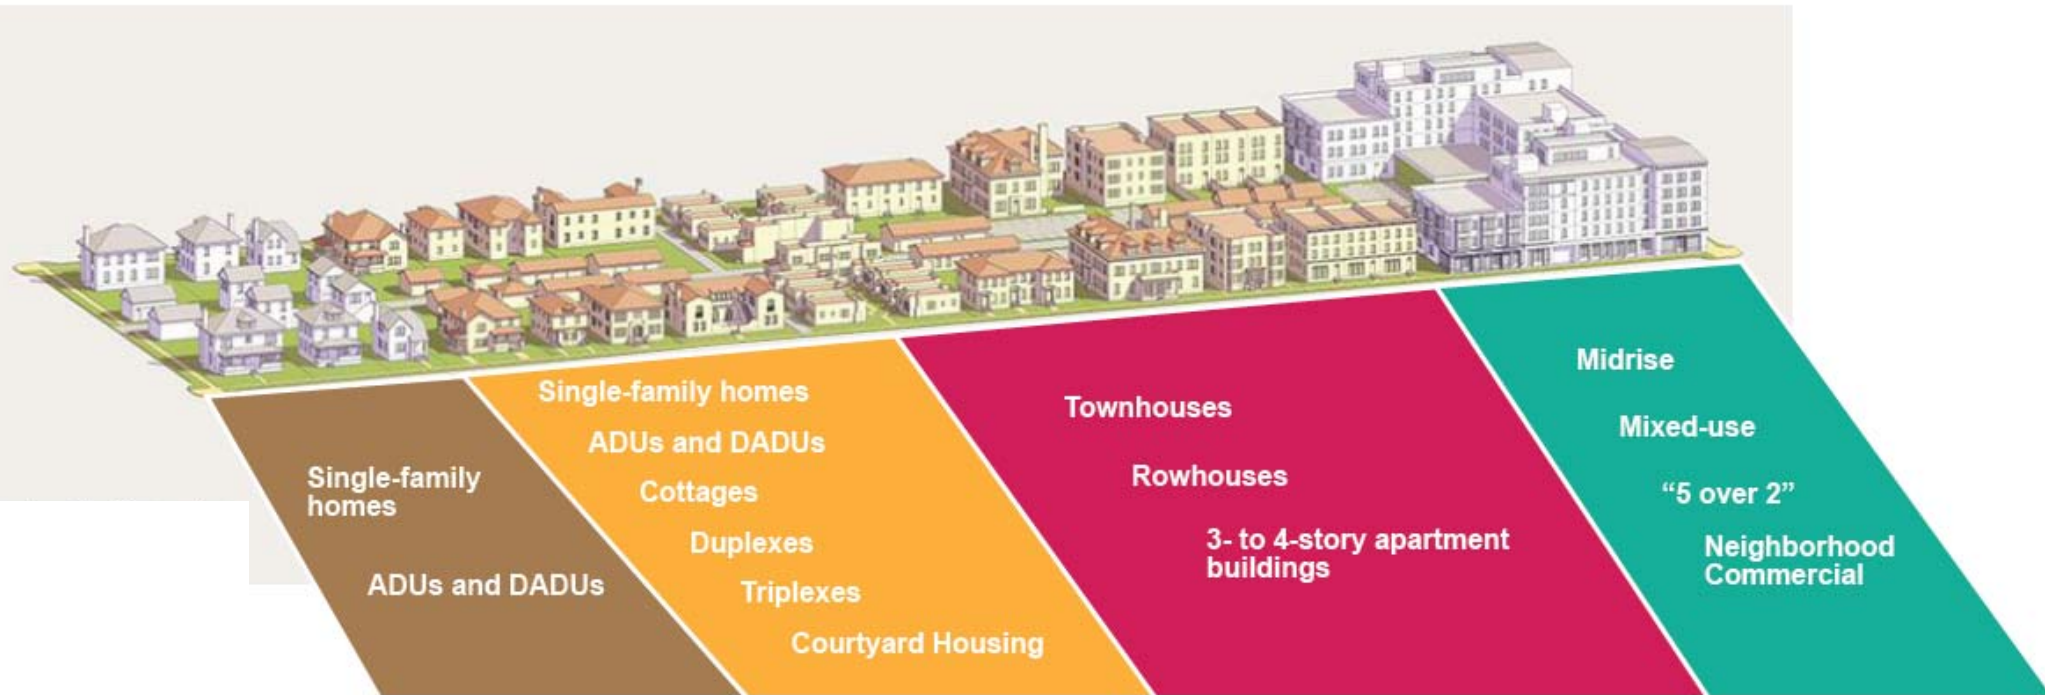 Single-family
homes
ADUs and DADUs
Single-family homes
ADUs and DADUs
Cottages
Duplexes
Triplexes
Courtyard Housing
Townhouses
Rowhouses
3- to 4-story apartment
buildings
Midrise
Mixed-use
“5 over 2”
Neighborhood
Commercial